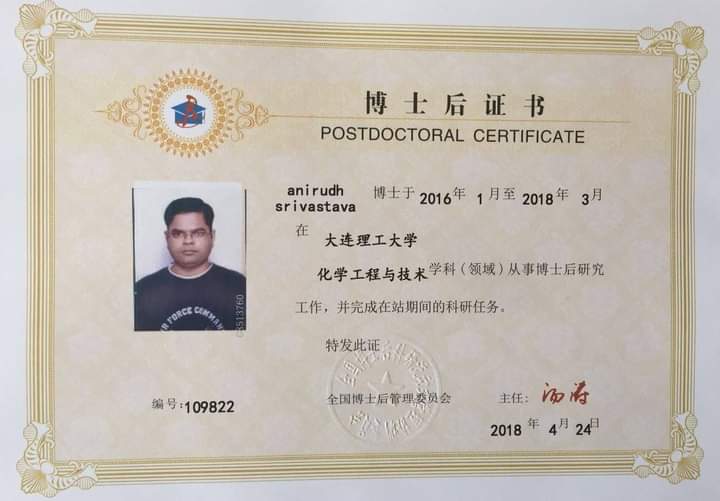 博士后证书
POSTDOCTORAL CERTIFICATE
anirudh
srivastava 博士于 2016年 1月至 2018年 3月
在 大连理工大学
化学工程与技术学科(领域)从事博士后研究
工作，并完成在站期间的科研任务。
特发此证
全国博士后管理委员会 主任:
编号:109822
2018 年 4月 24日